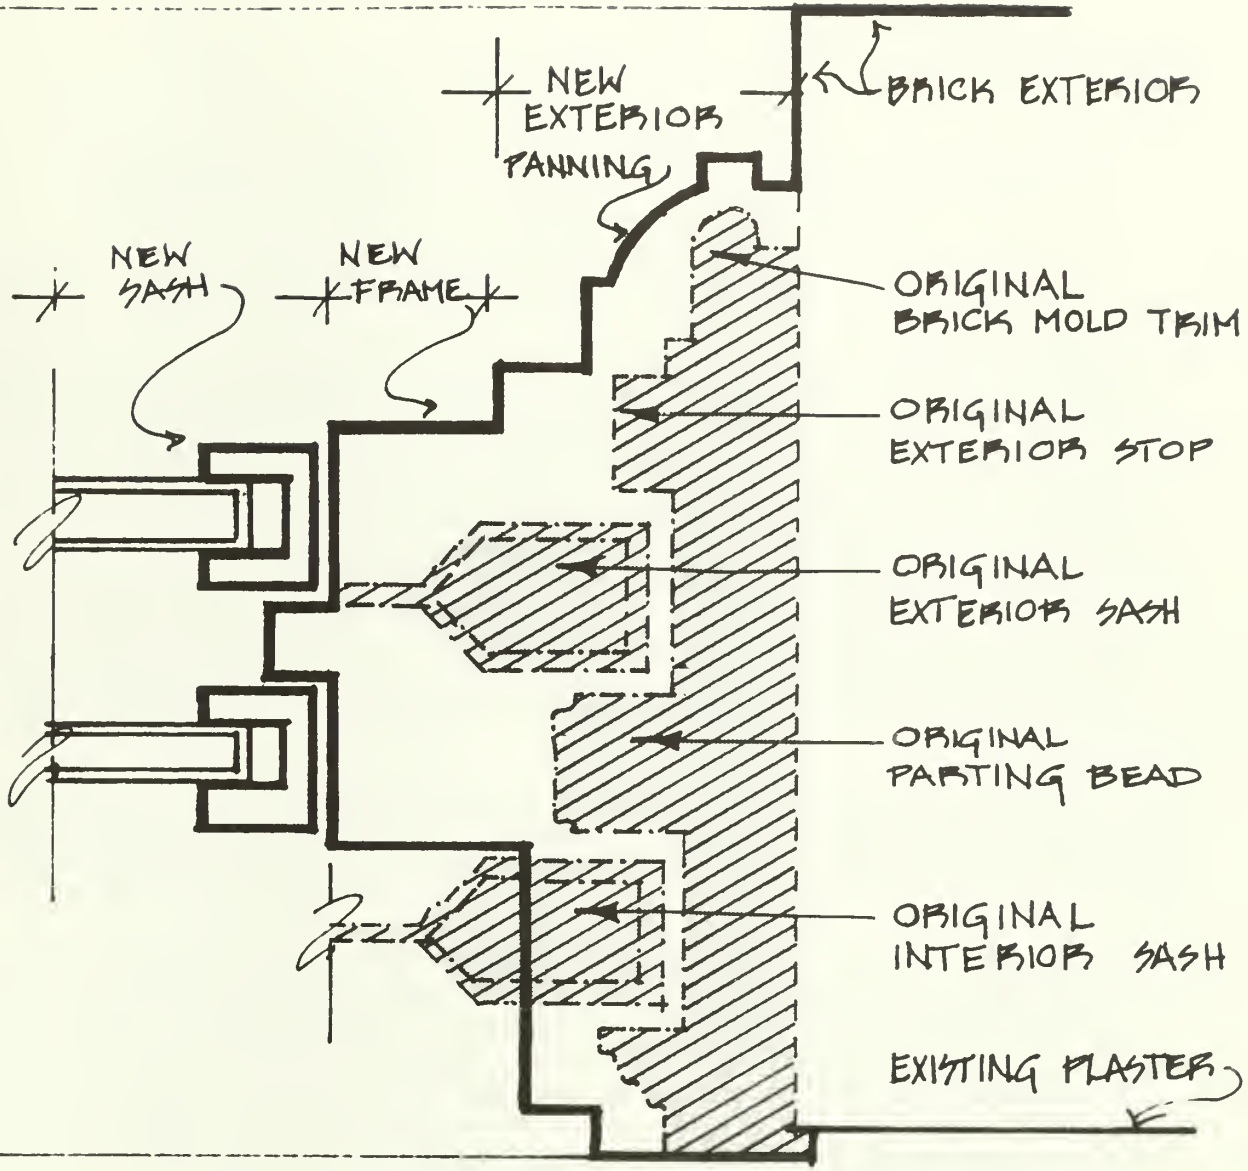 NEW
EXTERIOR
PANNING
BRICK EXTERIOR
NEW
SASH
NEW
FRAME
ORIGINAL
BRICK MOLD TRIM
ORIGINAL
EXTERIOR STOP
ORIGINAL
EXTERIOR SASH
ORIGINAL
PARTING BEAD
ORIGINAL
INTERIOR SASH
EXISTING PLASTER